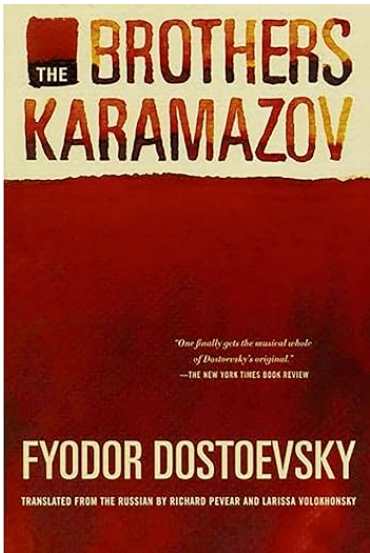 THE BROTHERS
KARAMAZOV
"One finally gets the musical whole
of Dostoevsky's original."
—THE NEW YORK TIMES BOOK REVIEW
FYODOR DOSTOEVSKY
TRANSLATED FROM THE RUSSIAN BY RICHARD PEVEAR AND LARISSA VOLOKHONSKY